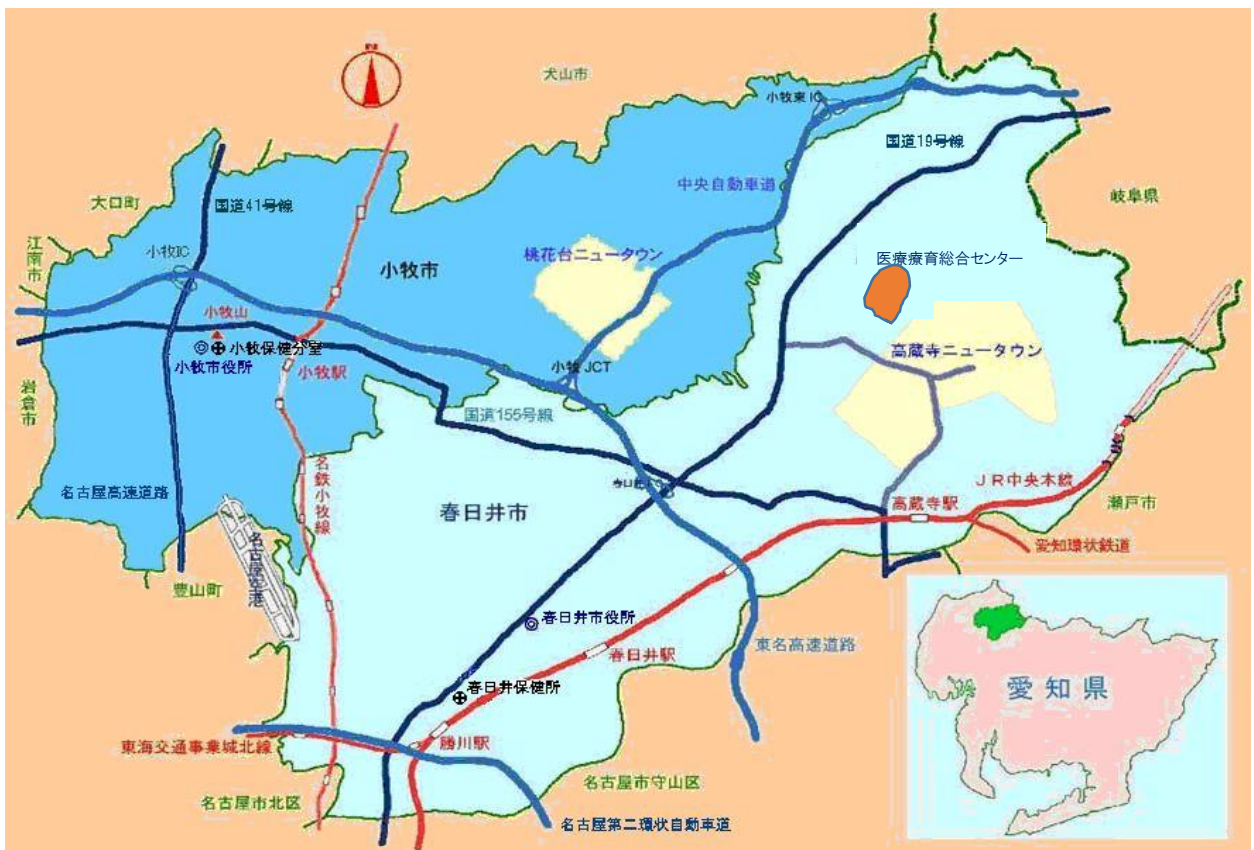 犬山市
小牧東IC
国道19号線
中央自動車道
岐阜県
大口町
国道41号線
江南市
小牧IC
小牧市
桃花台ニュータウン
医療療育総合センター
小牧山
小牧保健分室
小牧市役所
小牧駅
小牧JCT
高蔵寺ニュータウン
岩倉市
国道155号線
名古屋高速道路
名鉄小牧線
春日井市
JR中央本線
高蔵寺駅
瀬戸市
愛知環状鉄道
名古屋空港
豊山町
春日井市役所
春日井駅
東名高速道路
春日井保健所
愛知県
東海交通事業城北線
勝川駅
名古屋市守山区
名古屋市北区
名古屋第二環状自動車道